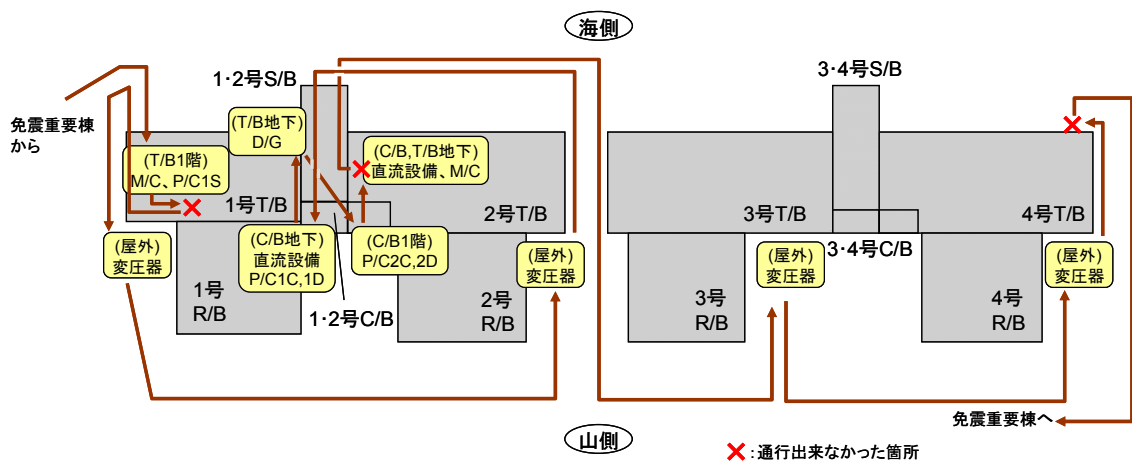 海側
1・2号S/B
3・4号S/B
免震重要棟
から
(T/B地下)
D/G
(T/B1階)
M/C、P/C1S
(C/B,T/B地下)
直流設備、M/C
1号T/B
2号T/B
3号T/B
4号T/B
(屋外)
変圧器
(C/B地下)
直流設備
P/C1C,1D
(C/B1階)
P/C2C,2D
(屋外)
変圧器
3・4号C/B
(屋外)
変圧器
(屋外)
変圧器
1号
R/B
1・2号C/B
2号
R/B
3号
R/B
4号
R/B
免震重要棟へ
山側
:通行出来なかった箇所